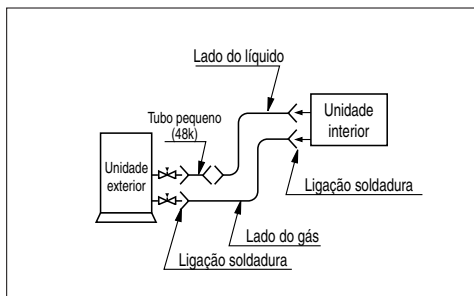 Lado do líquido
Tubo pequeno
(48k)
Unidade
interior
Unidade
exterior
Ligação soldadura
Lado do gás
Ligação soldadura